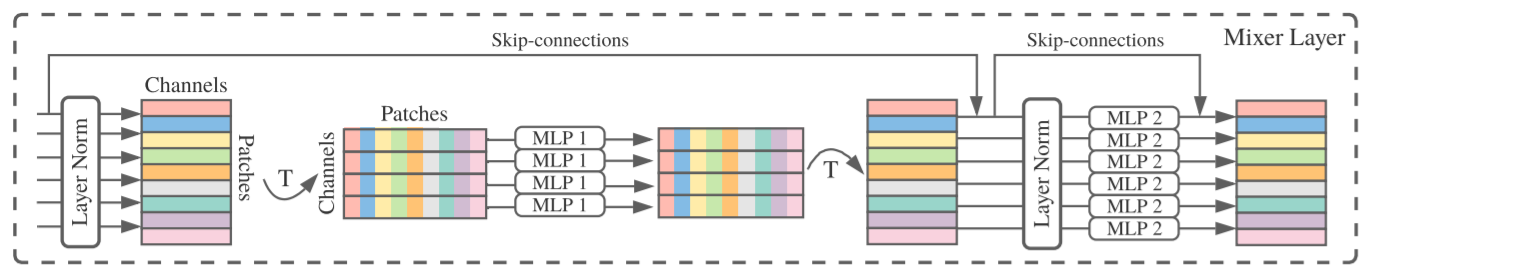 Skip-connections
Skip-connections
Mixer Layer
Channels
Layer Norm
Patches
T
Patches
Channels
MLP 1
MLP 1
MLP 1
MLP 1
T
Layer Norm
MLP 2
MLP 2
MLP 2
MLP 2
MLP 2
MLP 2